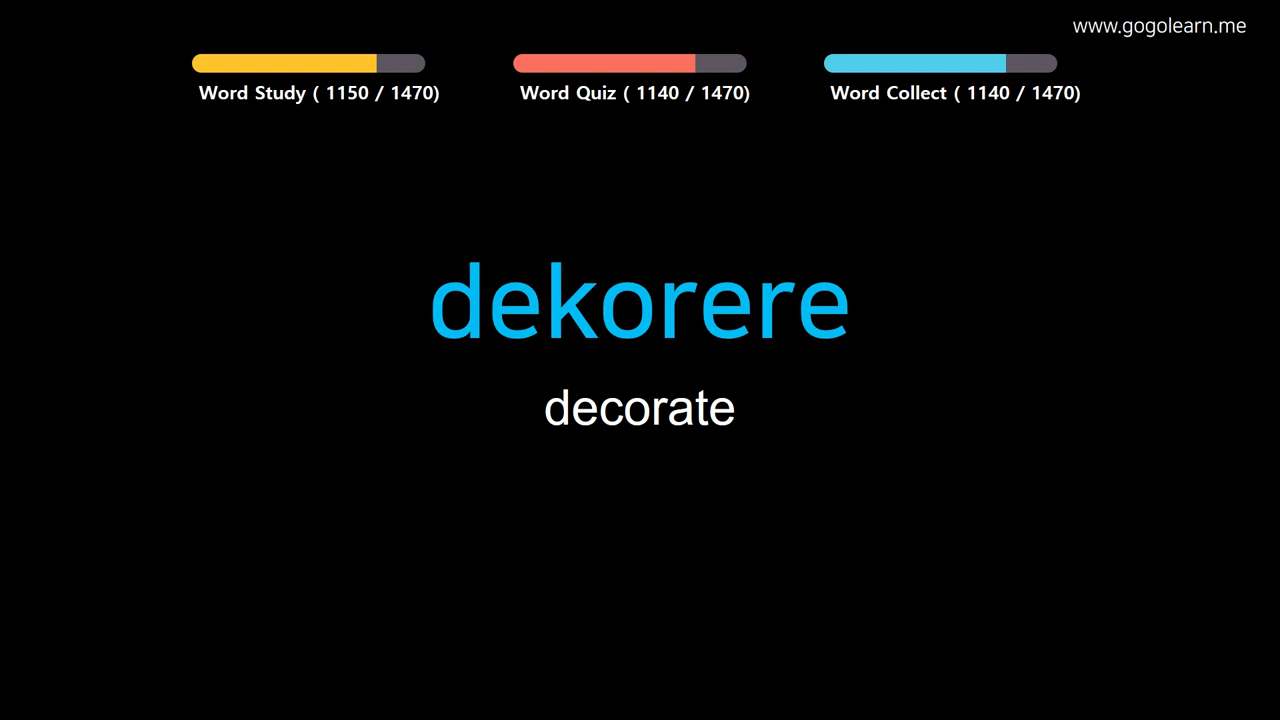 www.gogolearn.me
Word Study ( 1150 / 1470)
Word Quiz ( 1140 / 1470)
Word Collect ( 1140 / 1470)
dekorere
decorate